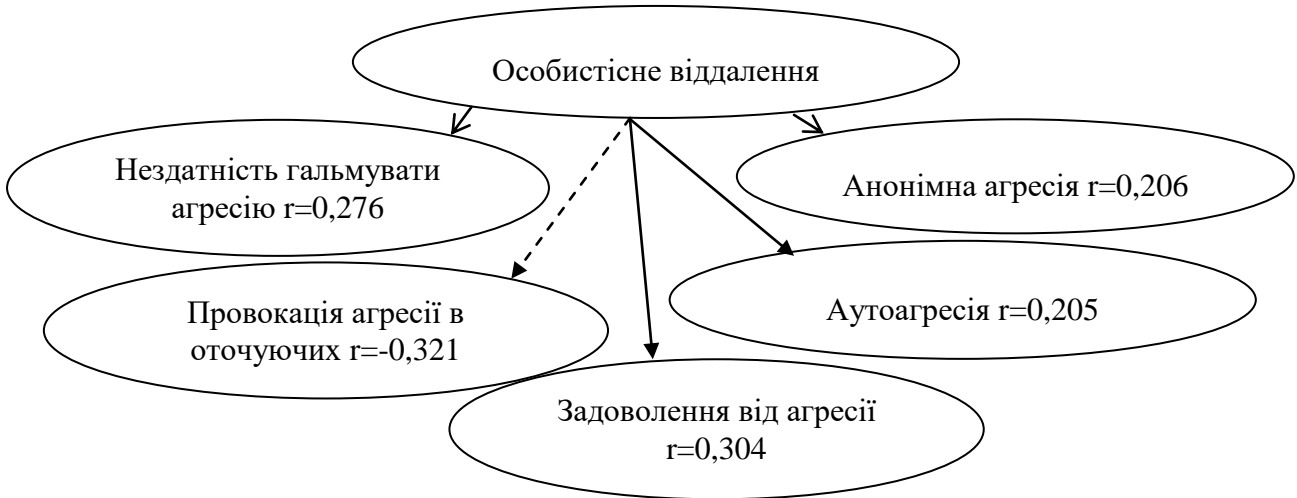 Особистісне віддалення
Нездатність гальмувати
агресію r=0,276
Анонімна агресія r=0,206
Провокація агресії в
оточуючих r=-0,321
Аутоагресія r=0,205
Задоволення від агресії
r=0,304